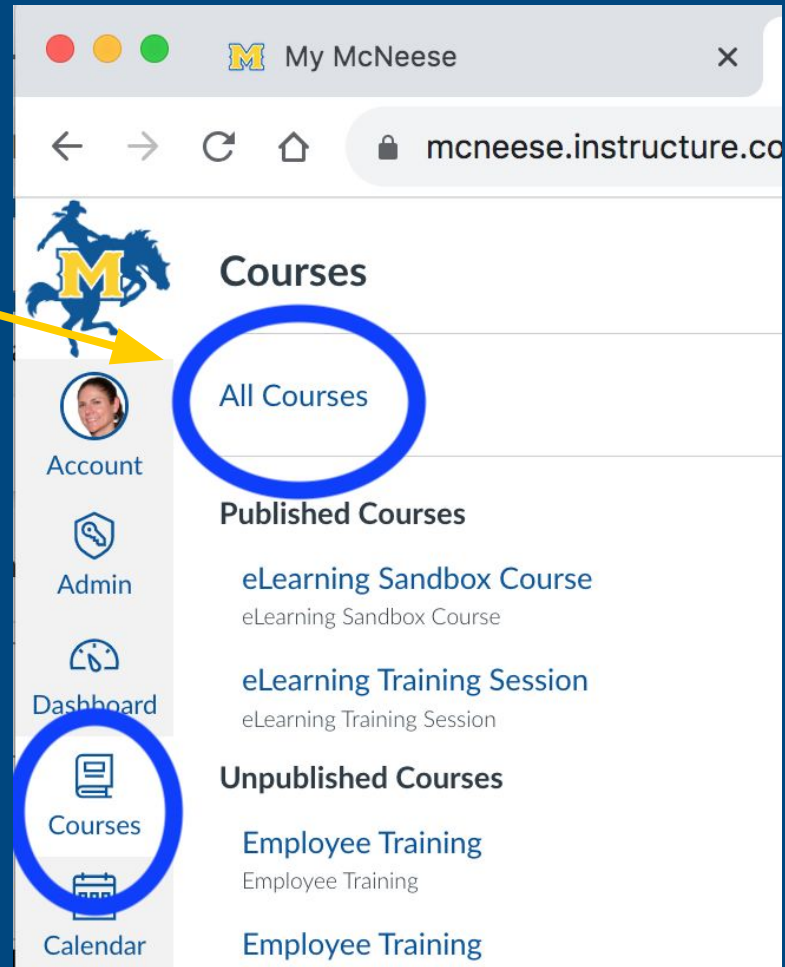 My McNeese
mcneese.instructure.co
M
Courses
All Courses
Account
Admin
Dashboard
Courses
Calendar
Published Courses
eLearning Sandbox Course
eLearning Sandbox Course
eLearning Training Session
eLearning Training Session
Unpublished Courses
Employee Training
Employee Training
Employee Training